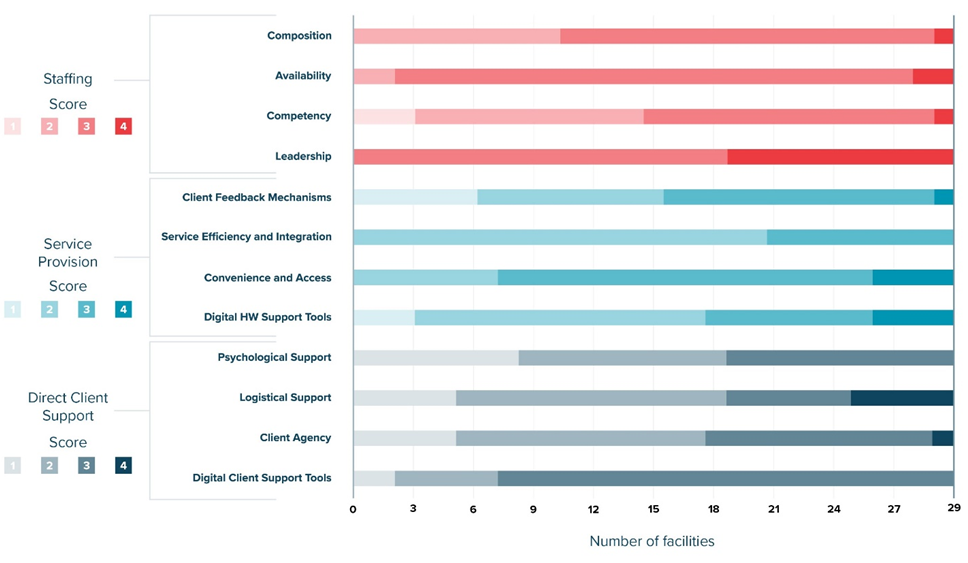 Staffing
Score
1 2 3 4
Composition
Availability
Competency
Leadership
Service
Provision
Score
1 2 3 4
Client Feedback Mechanisms
Service Efficiency and Integration
Convenience and Access
Digital HW Support Tools
Direct Client
Support
Score
1 2 3 4
Psychological Support
Logistical Support
Client Agency
Digital Client Support Tools
0 3 6 9 12 15 18 21 24 27 29
Number of facilities